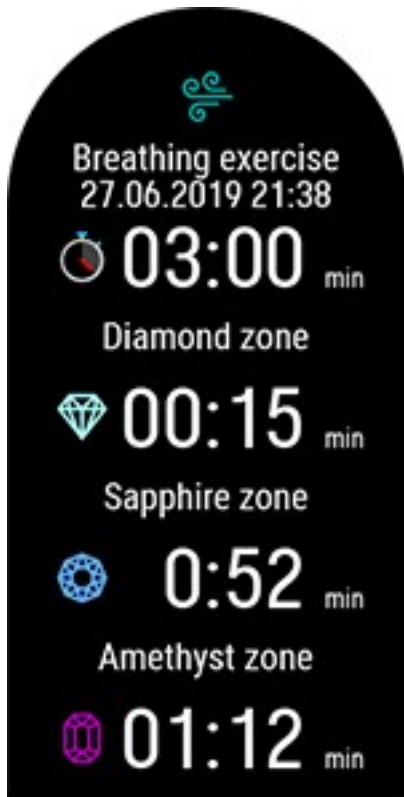 Breathing exercise
27.06.2019 21:38
03:00 min
Diamond zone
00:15 min
Sapphire zone
0:52 min
Amethyst zone
01:12 min